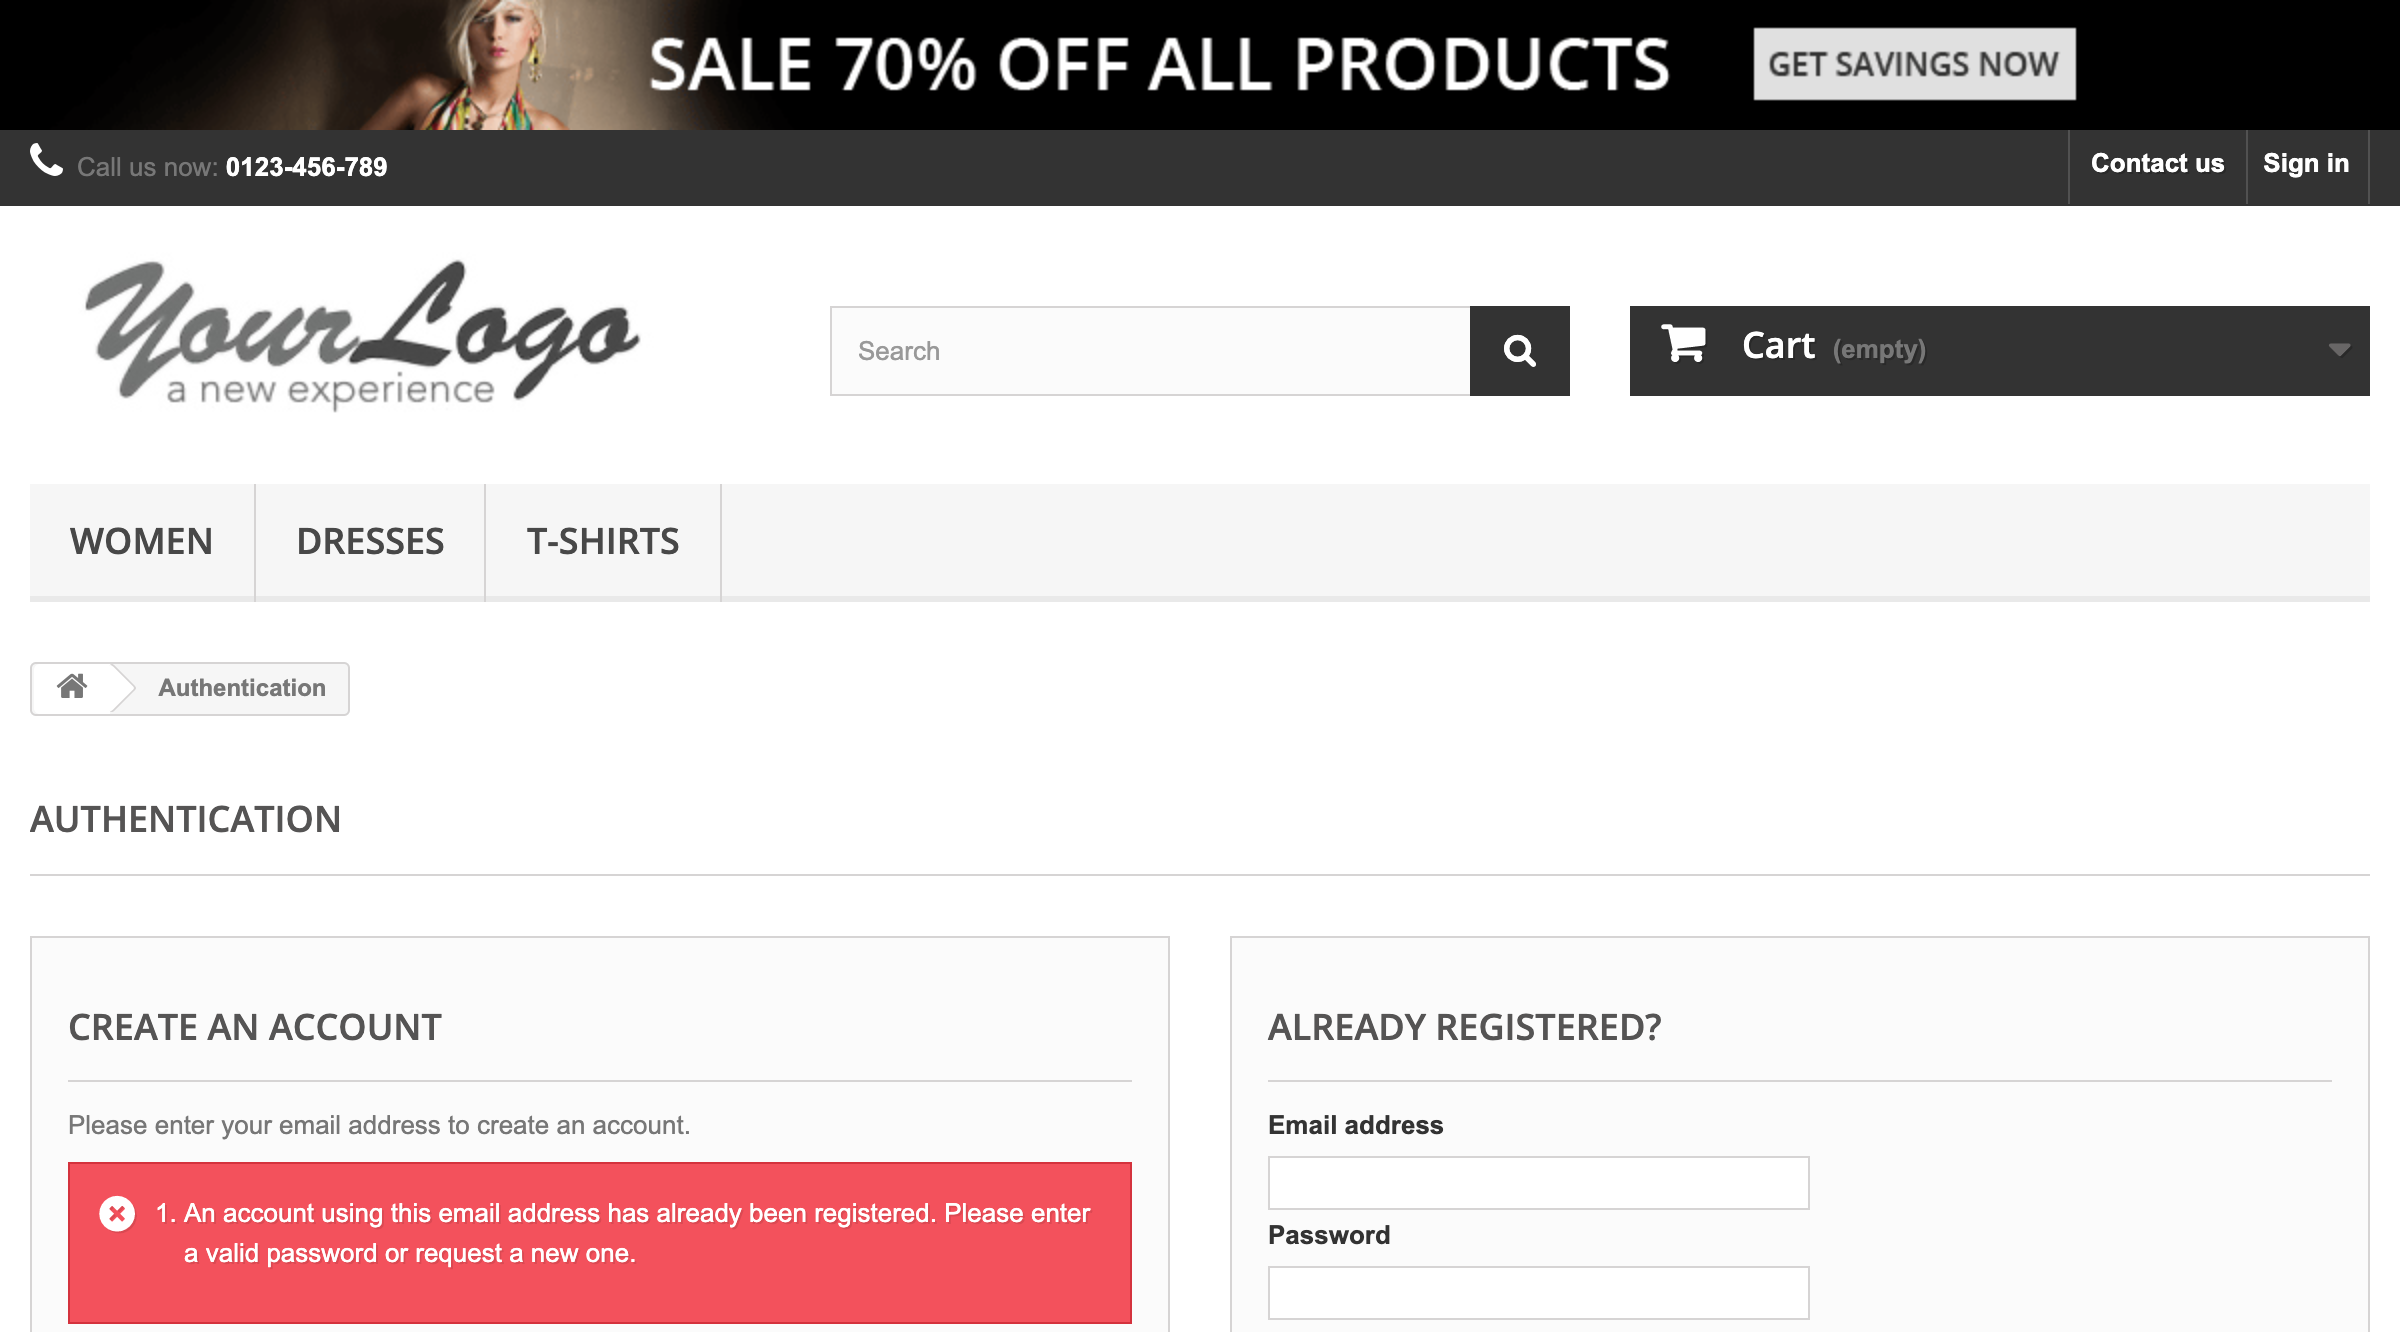 SALE 70% OFF ALL PRODUCTS
GET SAVINGS NOW
Call us now: 0123-456-789
Contact us
Sign in
YourLogo
a new experience
Search
Cart (empty)
WOMEN
DRESSES
T-SHIRTS
Authentication
AUTHENTICATION
CREATE AN ACCOUNT
Please enter your email address to create an account.
1. An account using this email address has already been registered. Please enter
a valid password or request a new one.
ALREADY REGISTERED?
Email address
Password